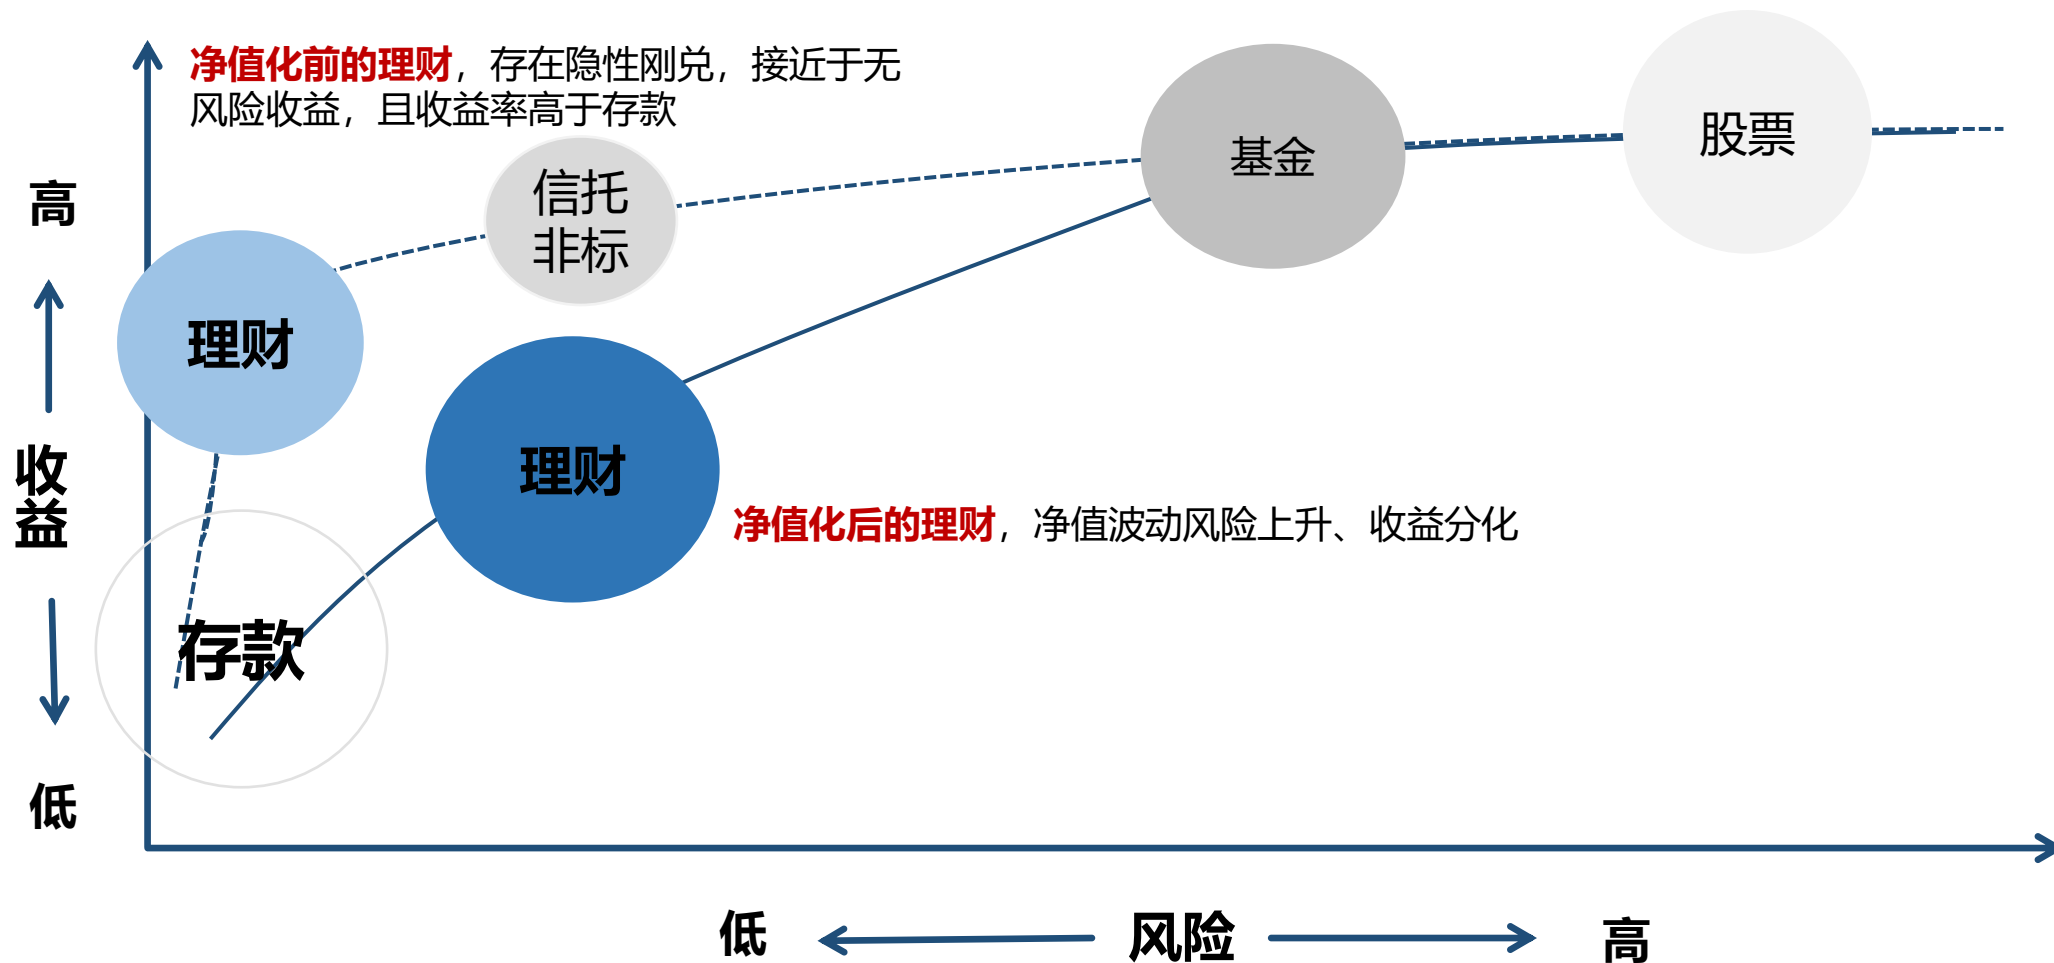 净值化前的理财，存在隐性刚兑，接近于无
风险收益，且收益率高于存款
高
收
益
低
理财
信托
非标
基金
股票
理财
净值化后的理财，净值波动风险上升、收益分化
存款
低
风险
高